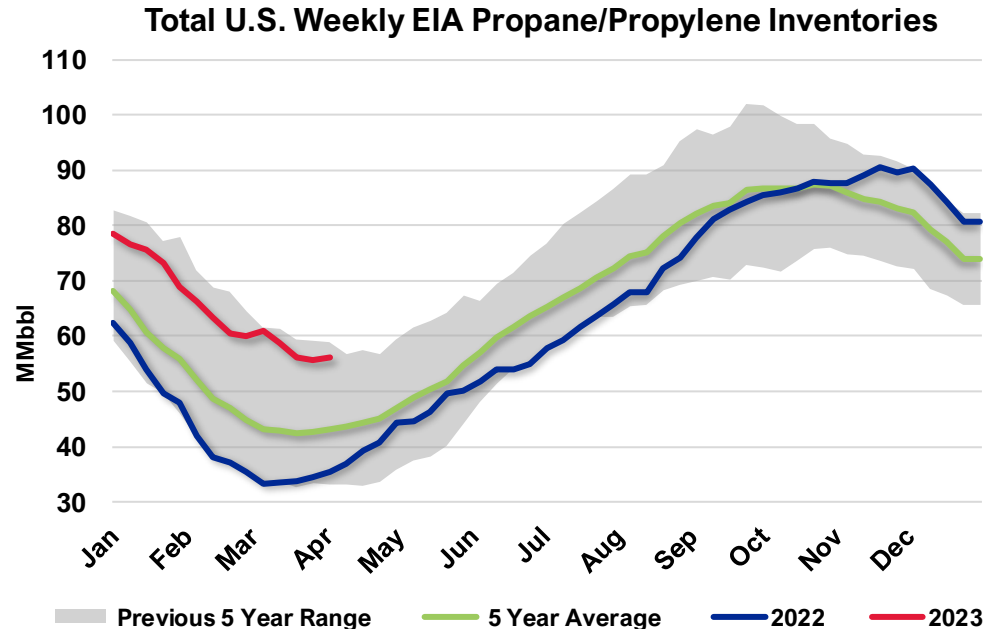 Total U.S. Weekly EIA Propane/Propylene Inventories
110
100
90
80
70
60
50
40
30
MMbbl
Jan Feb Mar Apr May Jun Jul Aug Sep Oct Nov Dec
Previous 5 Year Range 5 Year Average 2022 2023